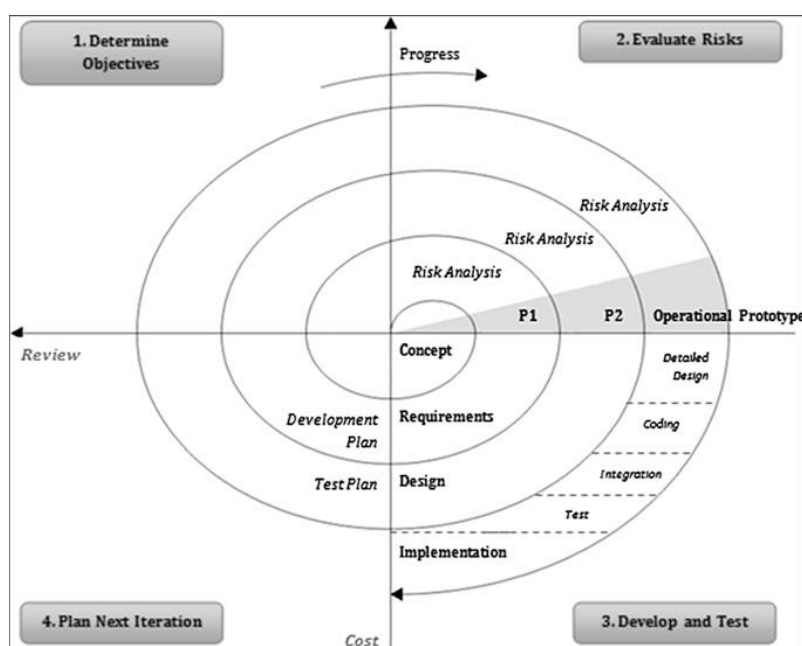 1. Determine
Objectives
2. Evaluate Risks
Progress
Risk Analysis
Risk Analysis
Risk Analysis
P1
P2
Operational Prototype
Review
Concept
Detailed
Design
Development
Plan
Requirements
Coding
Test Plan
Design
Integration
Test
Implementation
4. Plan Next Iteration
3. Develop and Test
Cost